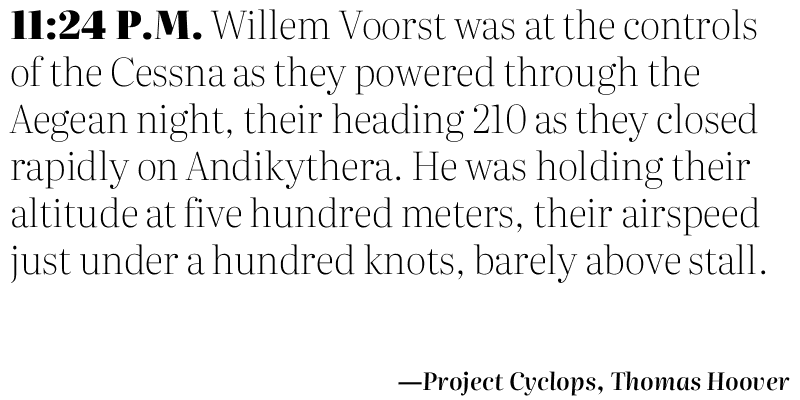 11:24 P.M. Willem Voorst was at the controls
of the Cessna as they powered through the
Aegean night, their heading 210 as they closed
rapidly on Andikythera. He was holding their
altitude at five hundred meters, their airspeed
just under a hundred knots, barely above stall.
—Project Cyclops, Thomas Hoover